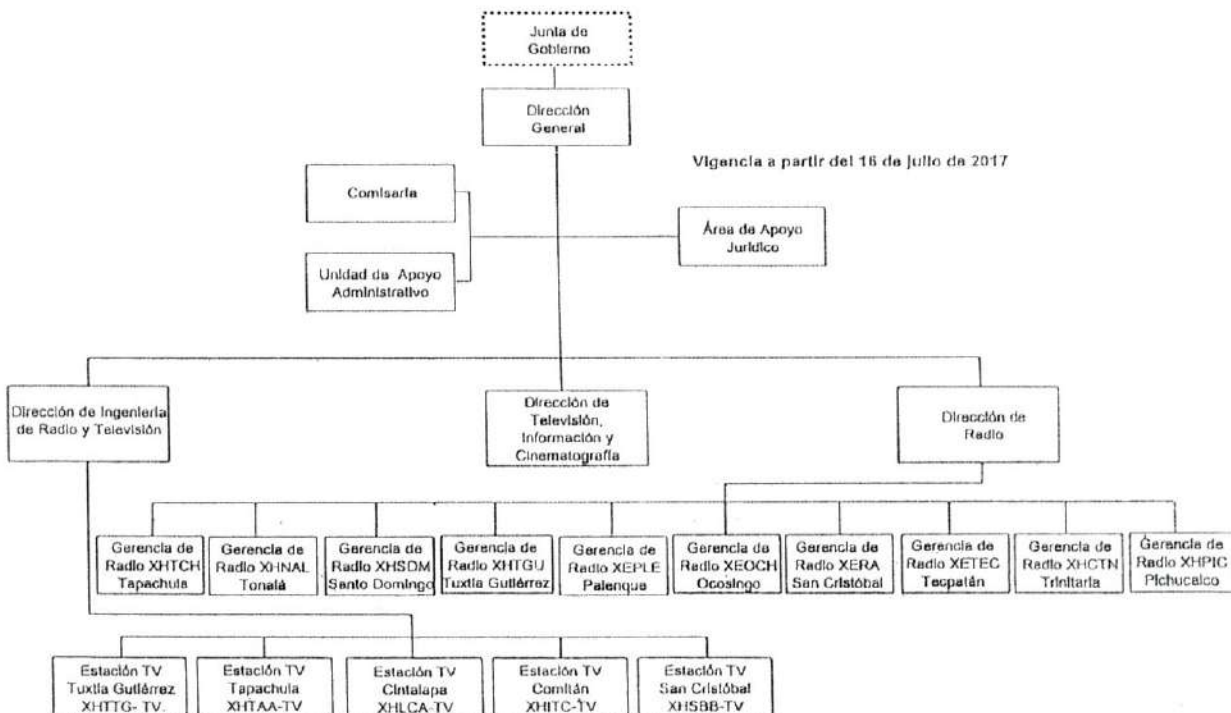 Junta de
Gobierno
Dirección
General
Vigencia a partir del 16 de julio de 2017
Comisaría
Área de Apoyo
Jurídico
Unidad de Apoyo
Administrativo
Dirección de Ingeniería
de Radio y Televisión
Dirección de
Televisión,
Información y
Cinematografía
Dirección de
Radio
Gerencia de
Radio XHTCH
Tapachula
Gerencia de
Radio XHNAL
Tonalá
Gerencia de
Radio XHSDM
Santo Domingo
Gerencia de
Radio XHTGU
Tuxtla Gutiérrez
Gerencia de
Radio XEPLE
Palenque
Gerencia de
Radio XEOCH
Ocosingo
Gerencia de
Radio XERA
San Cristóbal
Gerencia de
Radio XETEC
Tecpatán
Gerencia de
Radio XHCTN
Trinitaria
Gerencia de
Radio XHPIC
Pichucalco
Estación TV
Tuxtla Gutiérrez
XHTTG- TV.
Estación TV
Tapachula
XHTAA-TV
Estación TV
Cintalapa
XHLCA-TV
Estación TV
Comitán
XHITC-TV
Estación TV
San Cristóbal
XHSBB-TV